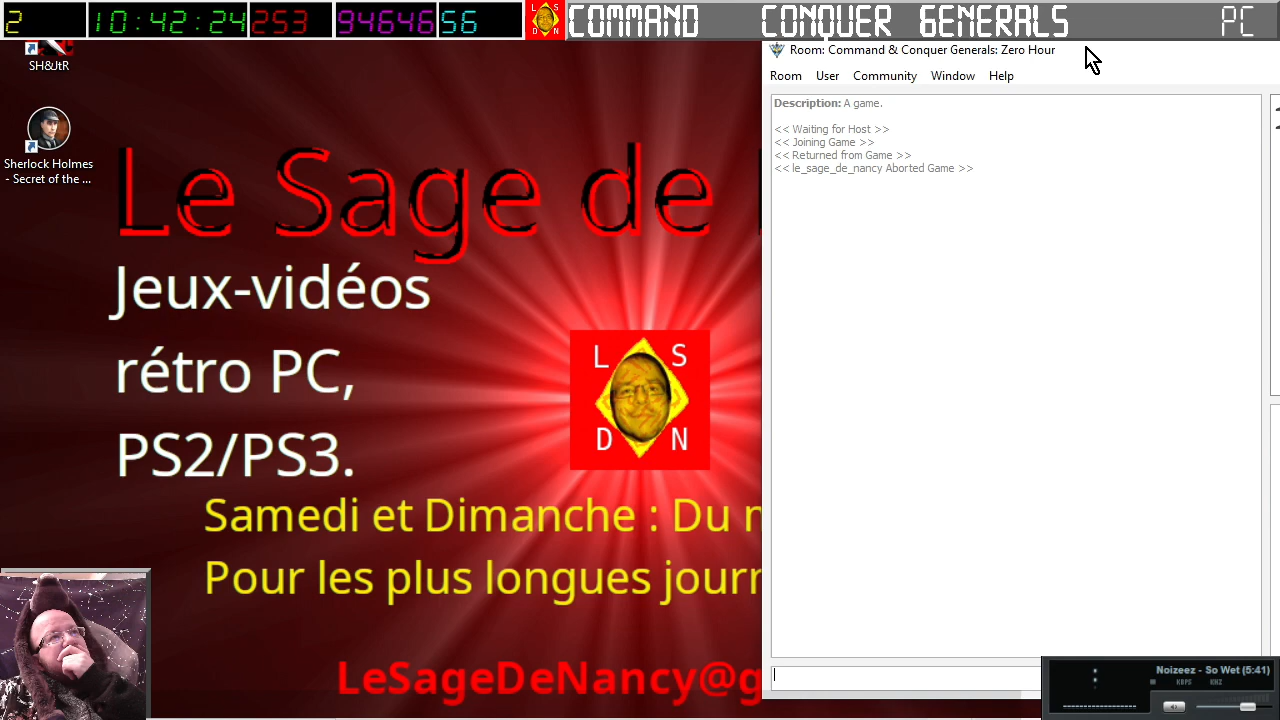 2 10:42:24 253 94646 56 L S D N COMMAND CONQUER GENERALS PC
SH&JtR
Sherlock Holmes
- Secret of the ...
Le Sage de
Jeux-vidéos
rétro PC,
PS2/PS3.
L S
D N
Samedi et Dimanche : Du
Pour les plus longues
LeSageDeNancy@g
Room: Command & Conquer Generals: Zero Hour
Room User Community Window Help
Description: A game.
<< Waiting for Host >>
<< Joining Game >>
<< Returned from Game >>
<< le_sage_de_nancy Aborted Game >>
Noizeez - So Wet (5:41)
KBPS KHZ